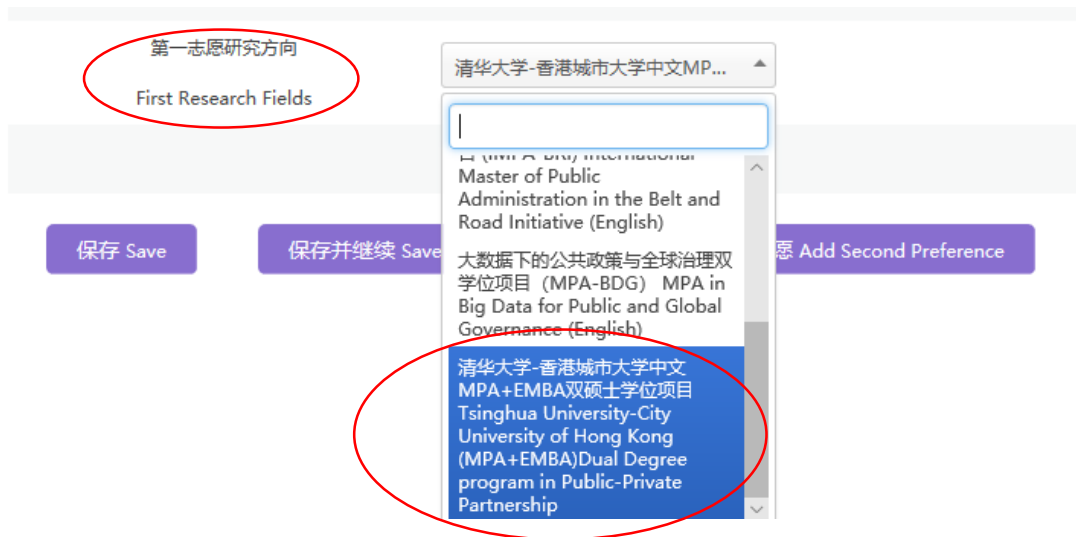 第一志愿研究方向
First Research Fields
清华大学-香港城市大学中文MP...
目 (IMPA-BRI) International
Master of Public
Administration in the Belt and
Road Initiative (English)
大数据下的公共政策与全球治理双
学位项目（MPA-BDG） MPA in
Big Data for Public and Global
Governance (English)
清华大学-香港城市大学中文
MPA+EMBA双硕士学位项目
Tsinghua University-City
University of Hong Kong
(MPA+EMBA)Dual Degree
program in Public-Private
Partnership
保存 Save
保存并继续 Save
愿 Add Second Preference